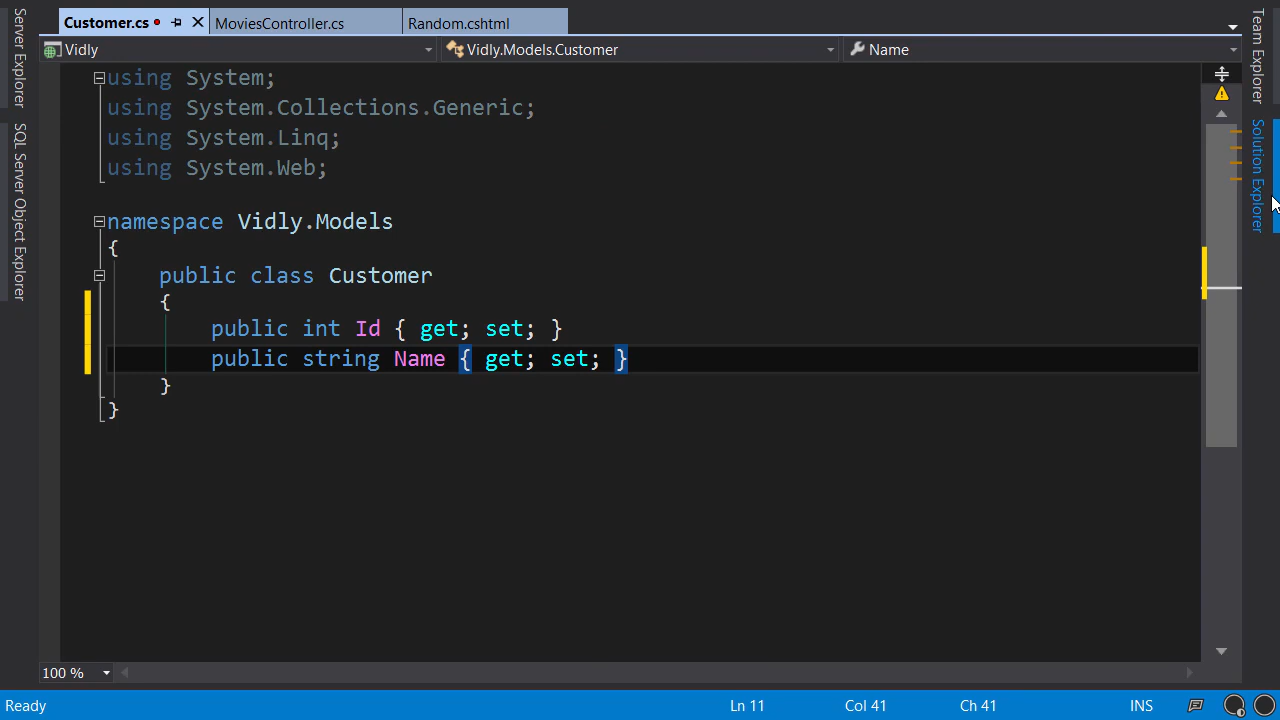 Customer.cs
MoviesController.cs
Random.cshtml
Vidly
Vidly.Models.Customer
Name
Server Explorer
SQL Server Object Explorer
Team Explorer
Solution Explorer
using System;
using System.Collections.Generic;
using System.Linq;
using System.Web;
namespace Vidly.Models
{
public class Customer
{
public int Id { get; set; }
public string Name { get; set; }
}
}
100 %
Ready
Ln 11
Col 41
Ch 41
INS